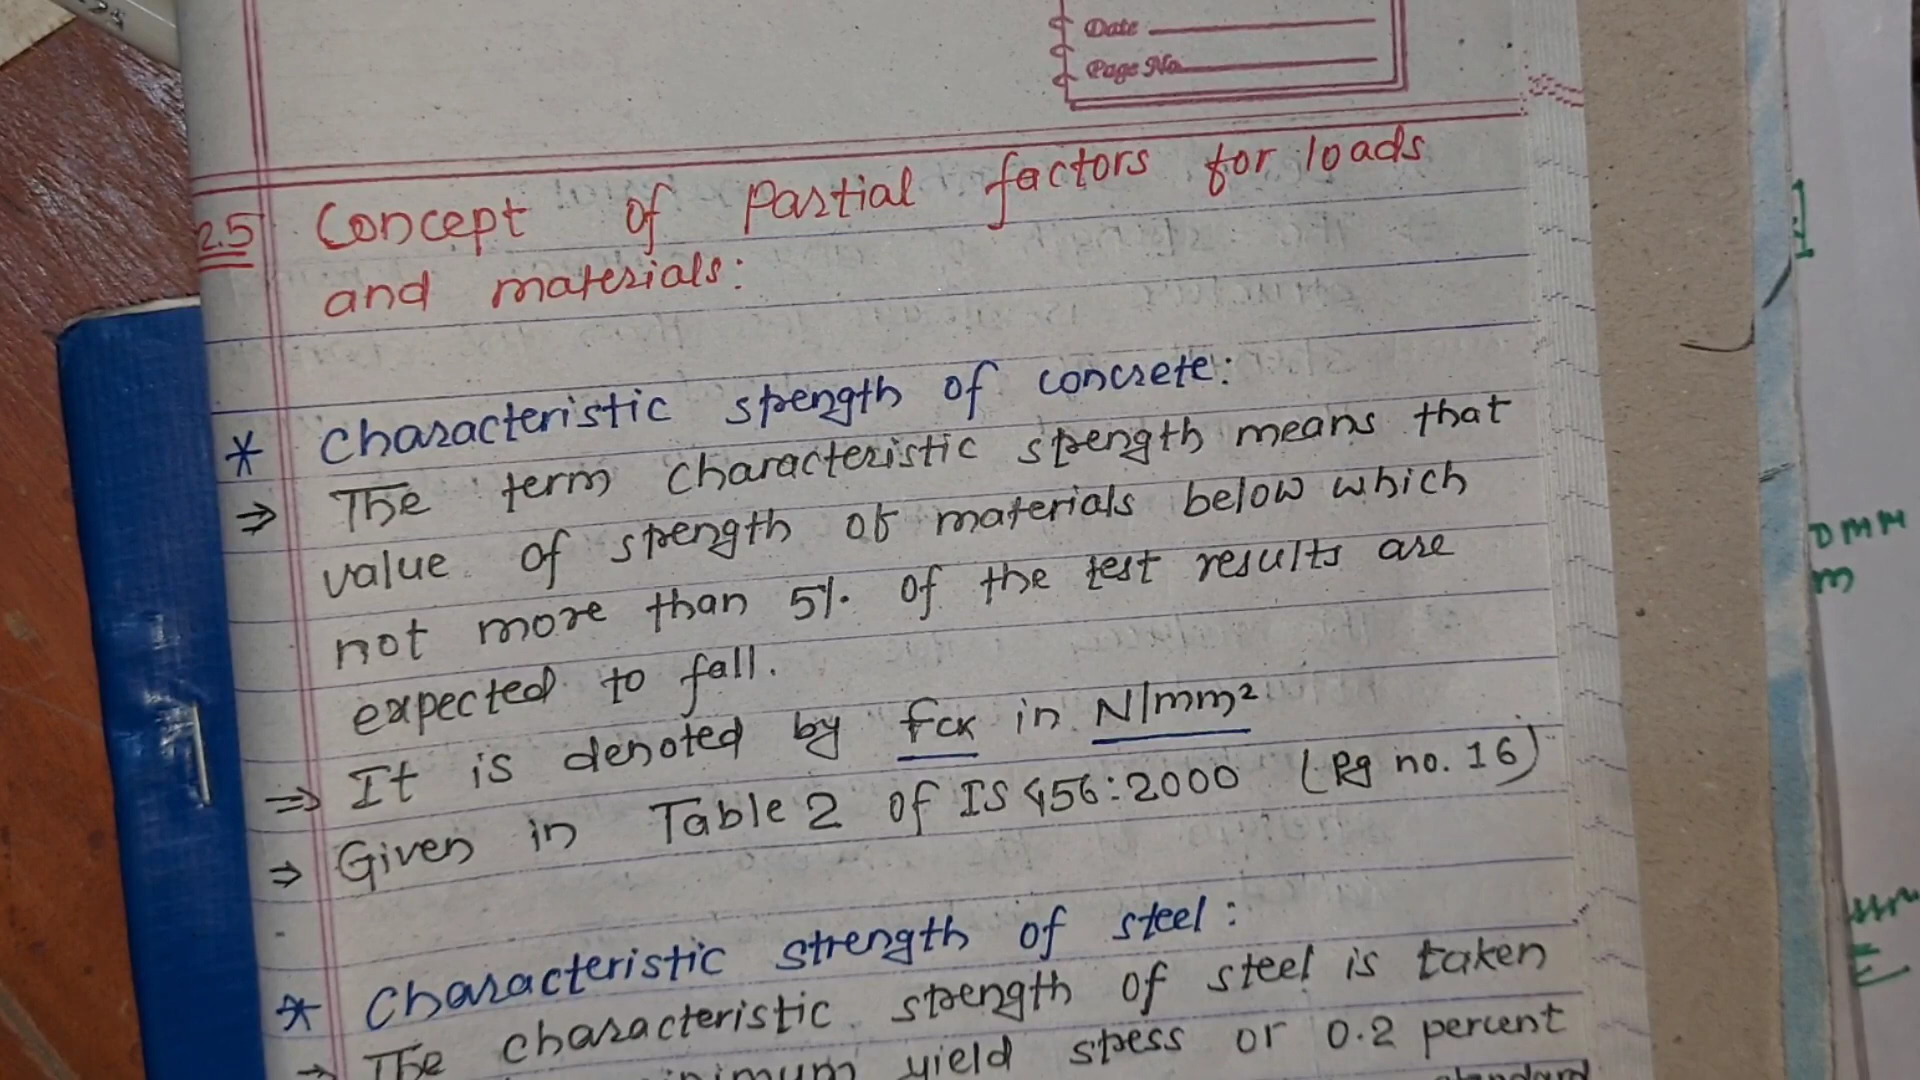 Date
Page No.
2.5 Concept of Partial factors for loads
and materials:
* Characteristic strength of concrete:
⇒ The term characteristic strength means that
value of strength of materials below which
not more than 5% of the test results are
expected to fall.
⇒ It is denoted by fck in N/mm²
⇒ Given in Table 2 of IS 456:2000 (Pg no. 16)
* Characteristic strength of steel:
→ The characteristic strength of steel is taken
yield stress or 0.2 percent
standard